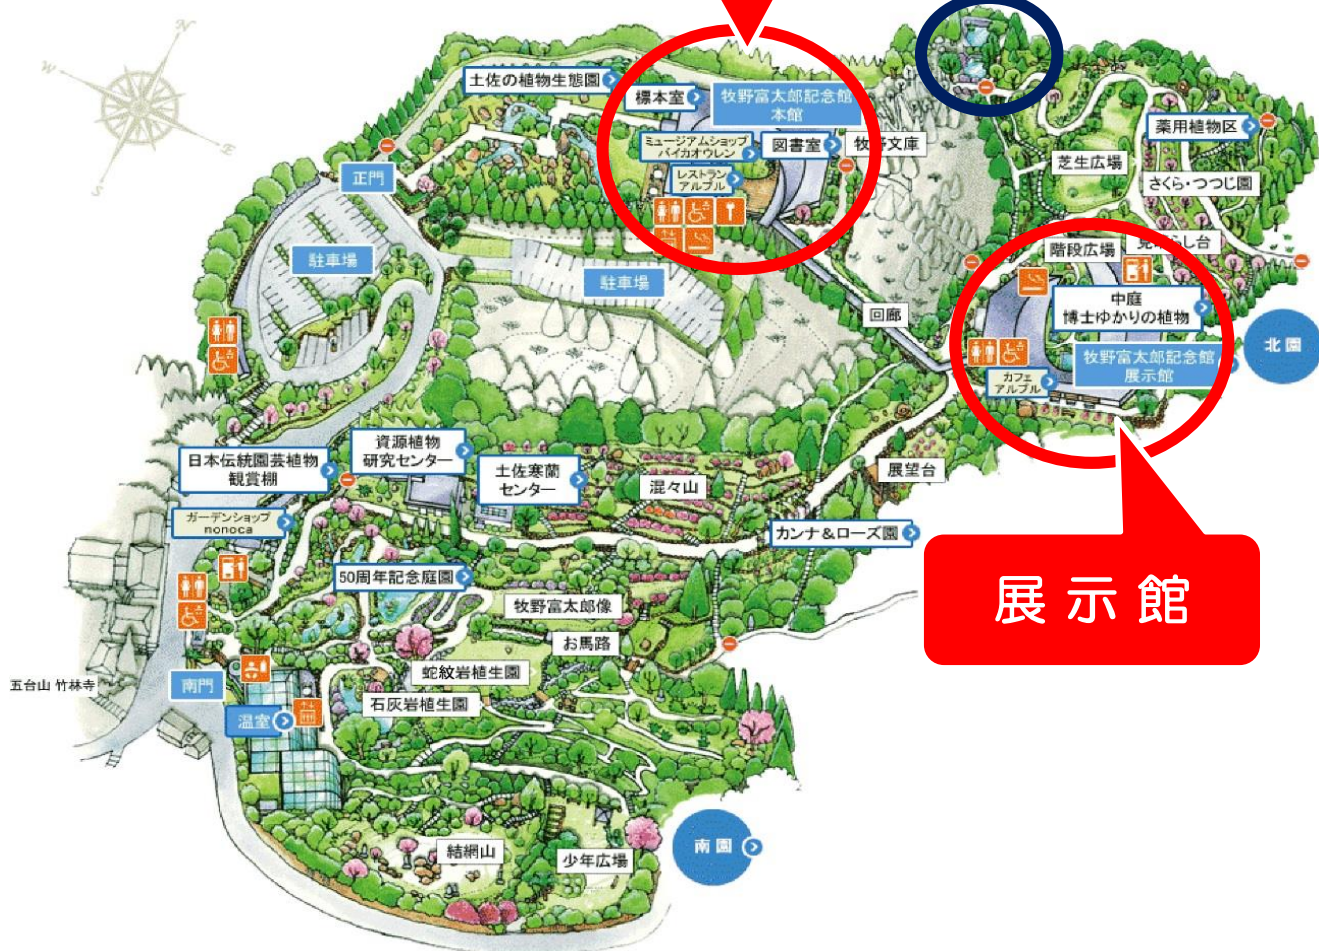 N
W
E
S
土佐の植物生態園
標本室
牧野富太郎記念館
本館
ミュージアムショップ
バイカオウレン
図書室
牧野文庫
レストラン
アルブル
正門
駐車場
駐車場
薬用植物区
芝生広場
さくら・つつじ園
階段広場
見晴らし台
中庭
博士ゆかりの植物
回廊
牧野富太郎記念館
展示館
カフェ
アルブル
北園
展示館
日本伝統園芸植物
観賞棚
資源植物
研究センター
土佐寒蘭
センター
混々山
展望台
ガーデンショップ
nonoca
カンナ&ローズ園
50周年記念庭園
牧野富太郎像
お馬路
蛇紋岩植生園
石灰岩植生園
五台山 竹林寺
南門
温室
結網山
少年広場
南園